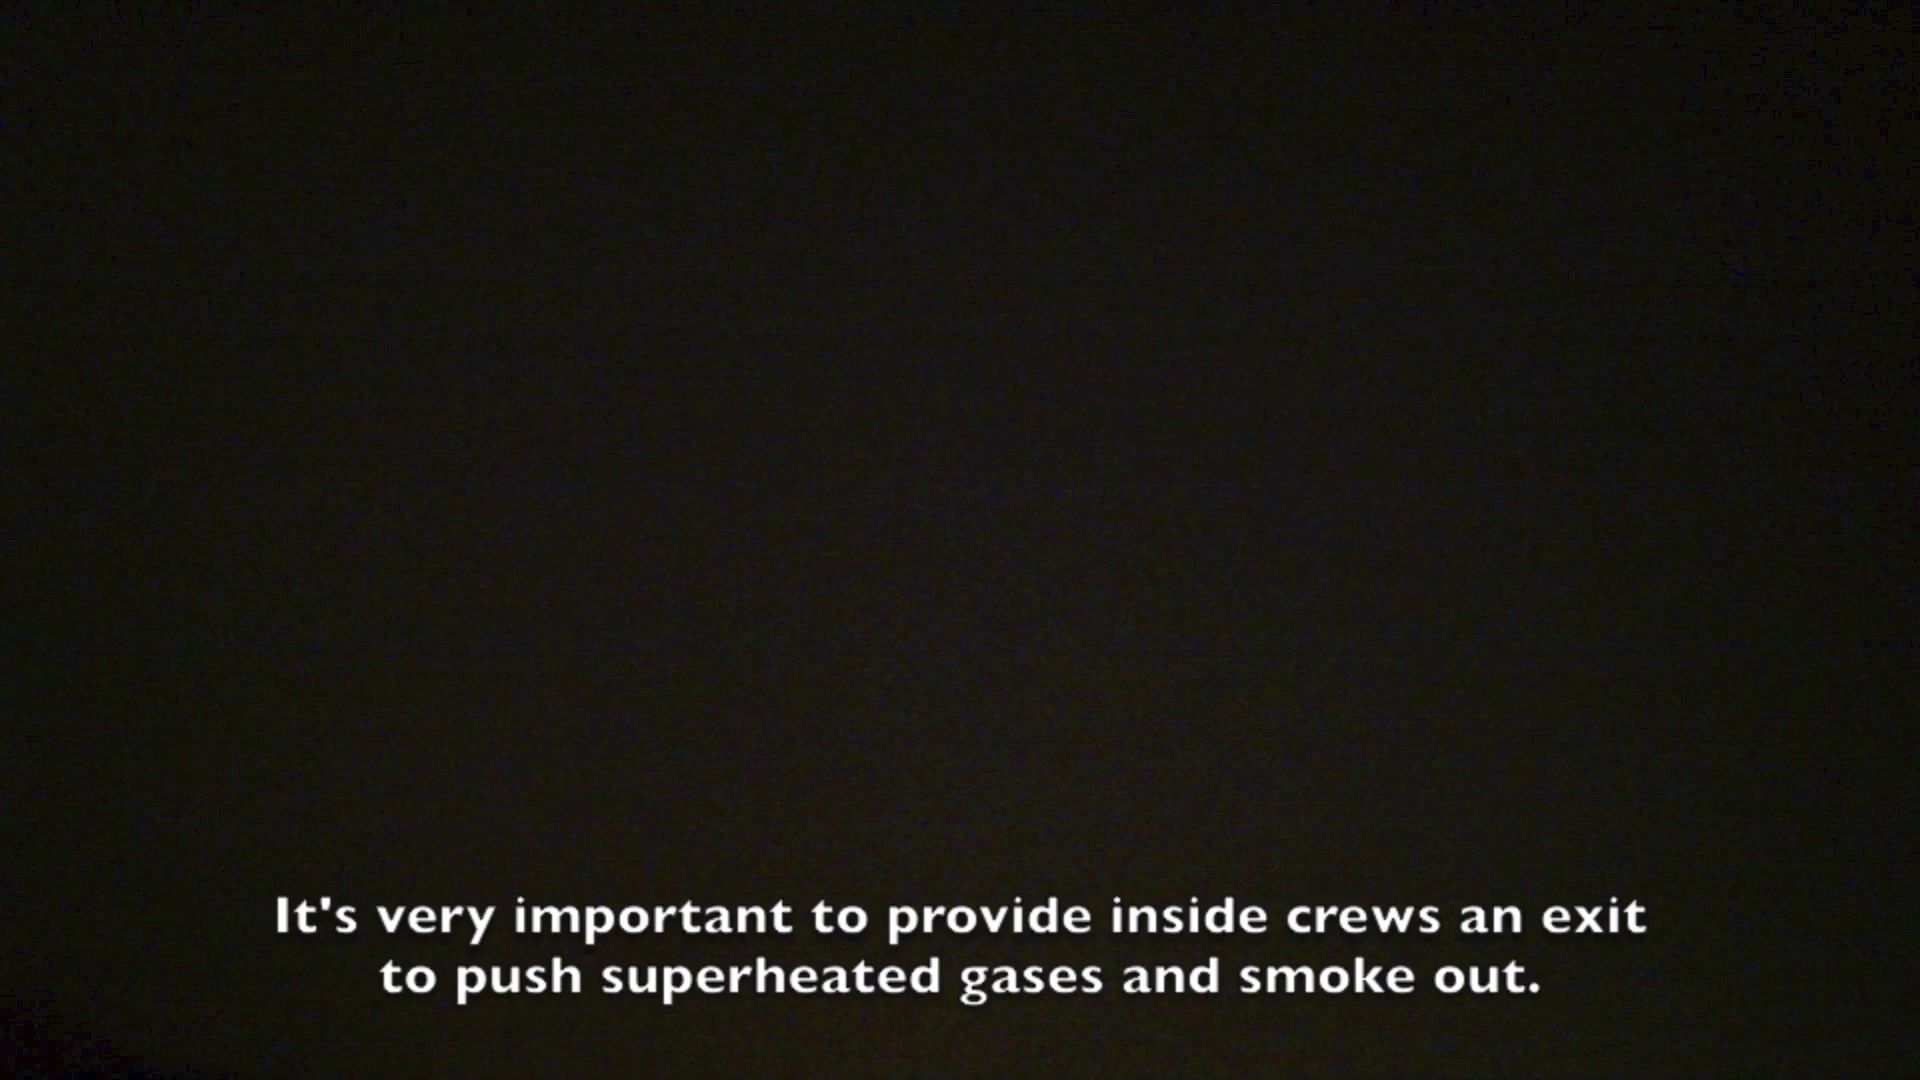 It's very important to provide inside crews an exit
to push superheated gases and smoke out.